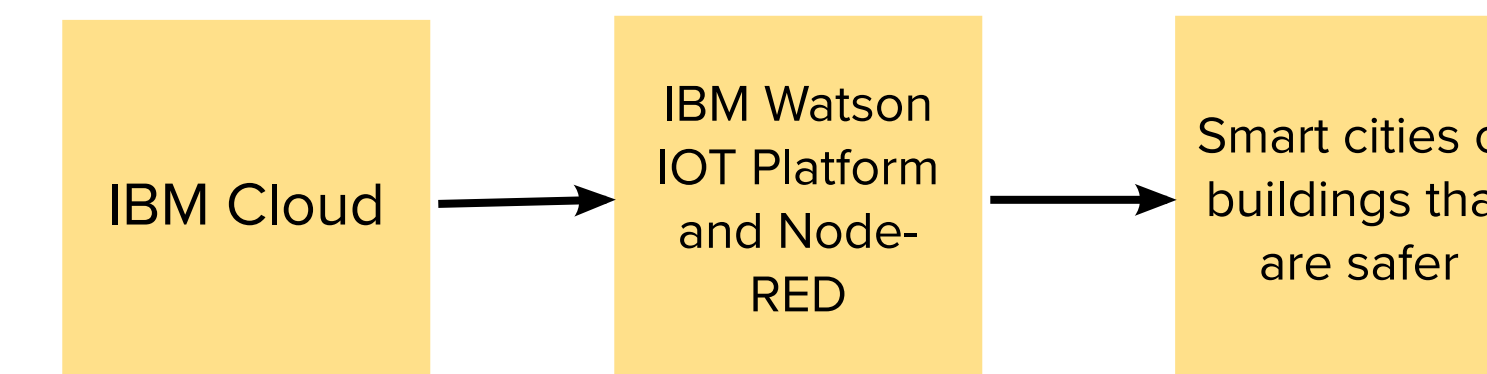 IBM Cloud
IBM Watson
IOT Platform
and Node-
RED
Smart cities
buildings
are safer